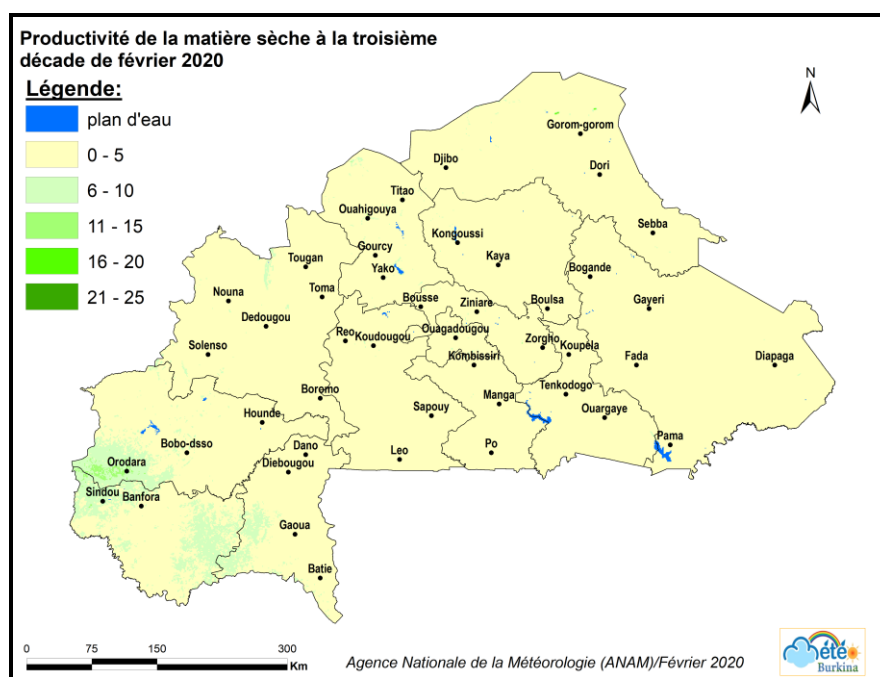 Productivité de la matière sèche à la troisième
décade de février 2020
Légende:
plan d'eau
0 - 5
6 - 10
11 - 15
16 - 20
21 - 25
N
Gorom-gorom
Djibo
Dori
Titao
Ouahigouya
Sebba
Kongoussi
Gourcy
Kaya
Tougan
Yako
Bogande
Nouna
Toma
Bousse
Ziniare
Boulsa
Gayeri
Dedougou
Reo
Koudougou
Ouagadougou
Zorgho
Koupéla
Solenso
Kombissiri
Fada
Diapaga
Boromo
Manga
Tenkodogo
Hounde
Sapouy
Ouargaye
Bobo-dsso
Dano
Pama
Orodara
Diebougou
Leo
Po
Sindou
Banfora
Gaoua
Batie
0 75 150 300
Km
Agence Nationale de la Météorologie (ANAM)/Février 2020
Météo
Burkina